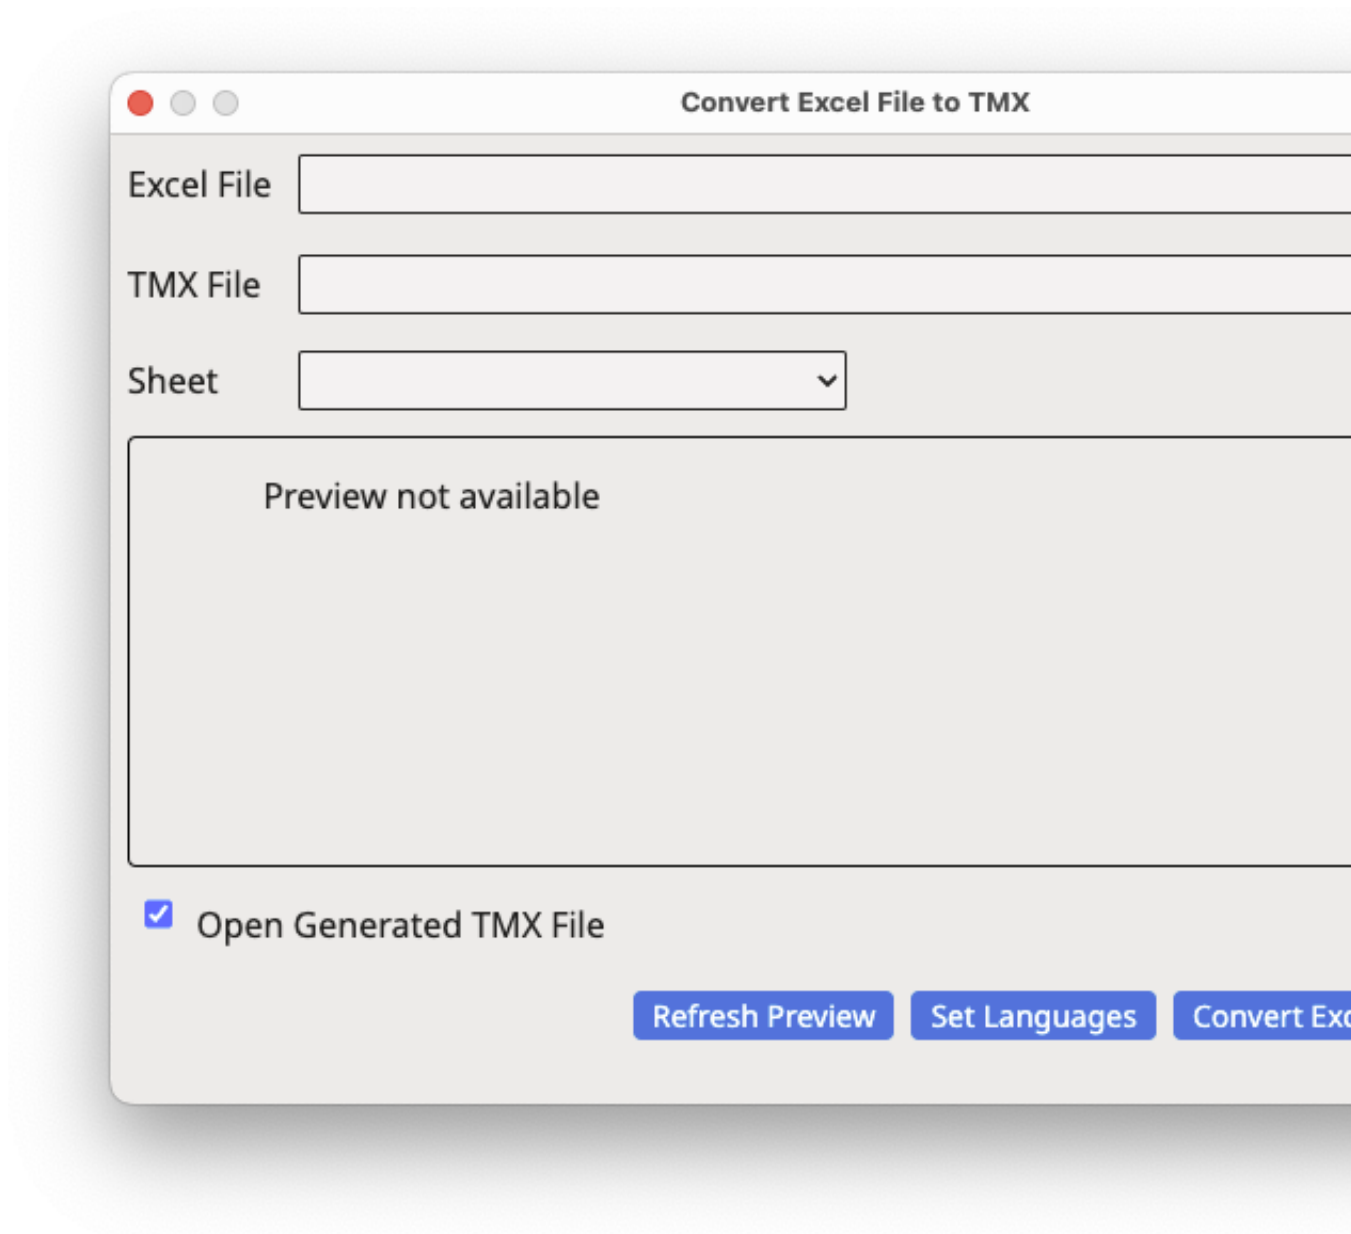 Convert Excel File to TMX
Excel File
TMX File
Sheet
Preview not available
Open Generated TMX File
Refresh Preview
Set Languages
Convert